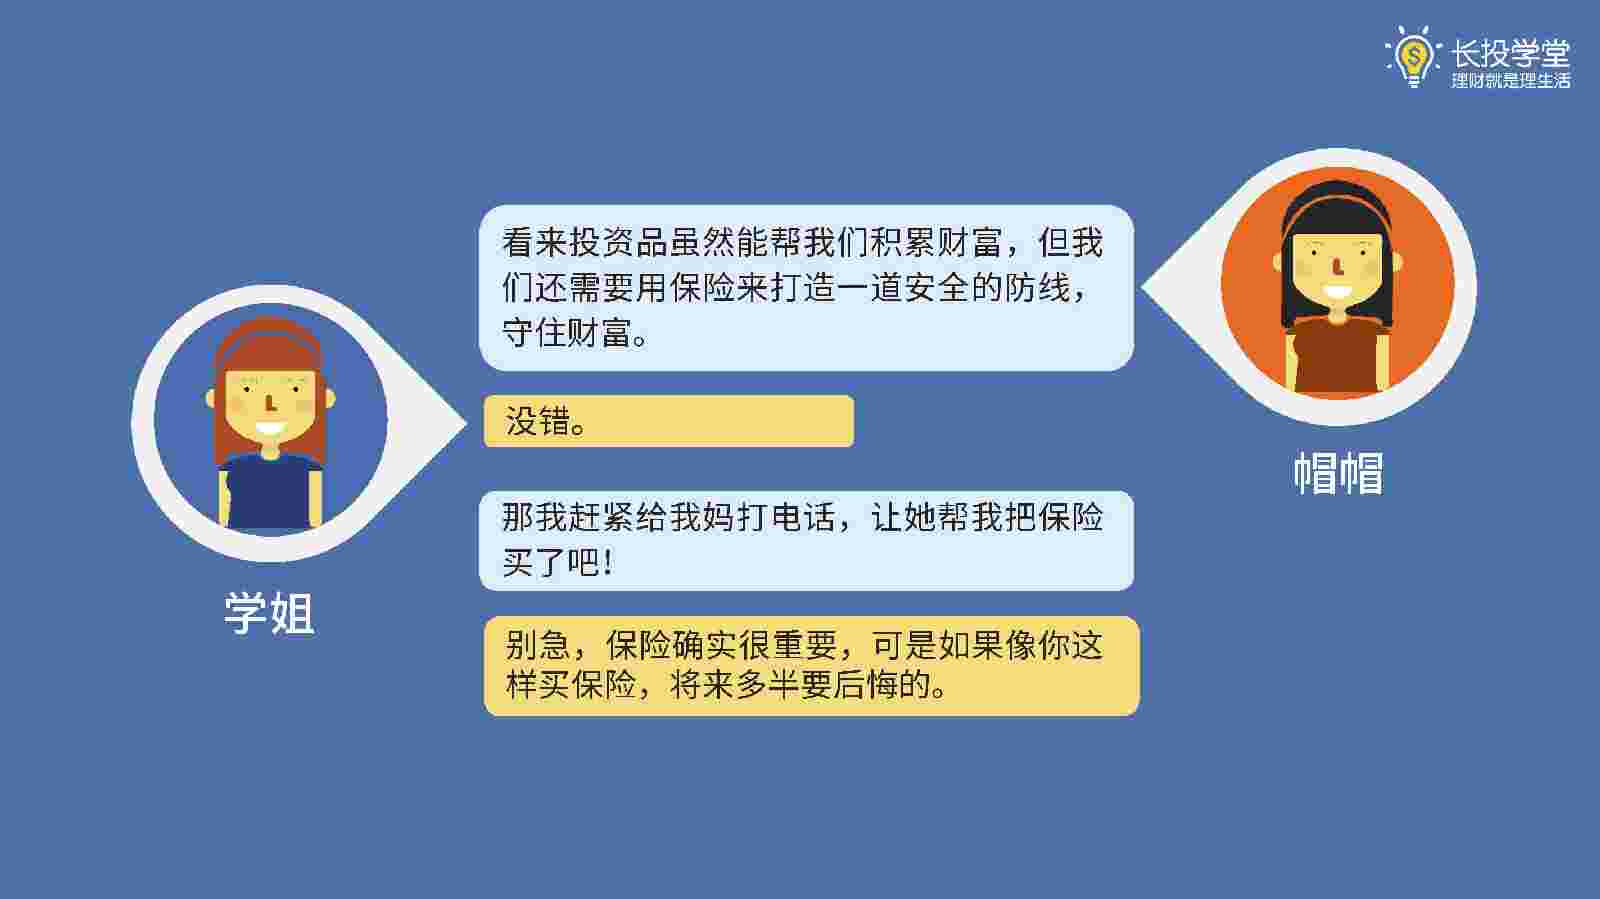 长投学堂
理财就是理生活
看来投资品虽然能帮我们积累财富，但我
们还需要用保险来打造一道安全的防线，
守住财富。
没错。
帽帽
那我赶紧给我妈打电话，让她帮我把保险
买了吧！
学姐
别急，保险确实很重要，可是如果像你这
样买保险，将来多半要后悔的。